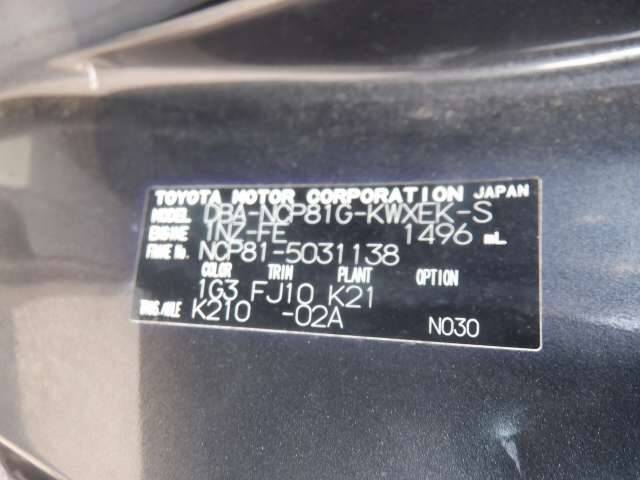 TOYOTA MOTOR CORPORATION JAPAN
MODEL DBA-NCP81G-KWXEK-S
ENGINE 1NZ-FE 1496 mL
FRAME No. NCP81-5031138
COLOR TRIM PLANT OPTION
1G3 FJ10 K21
TRNS.AXLE K210 -02A N030